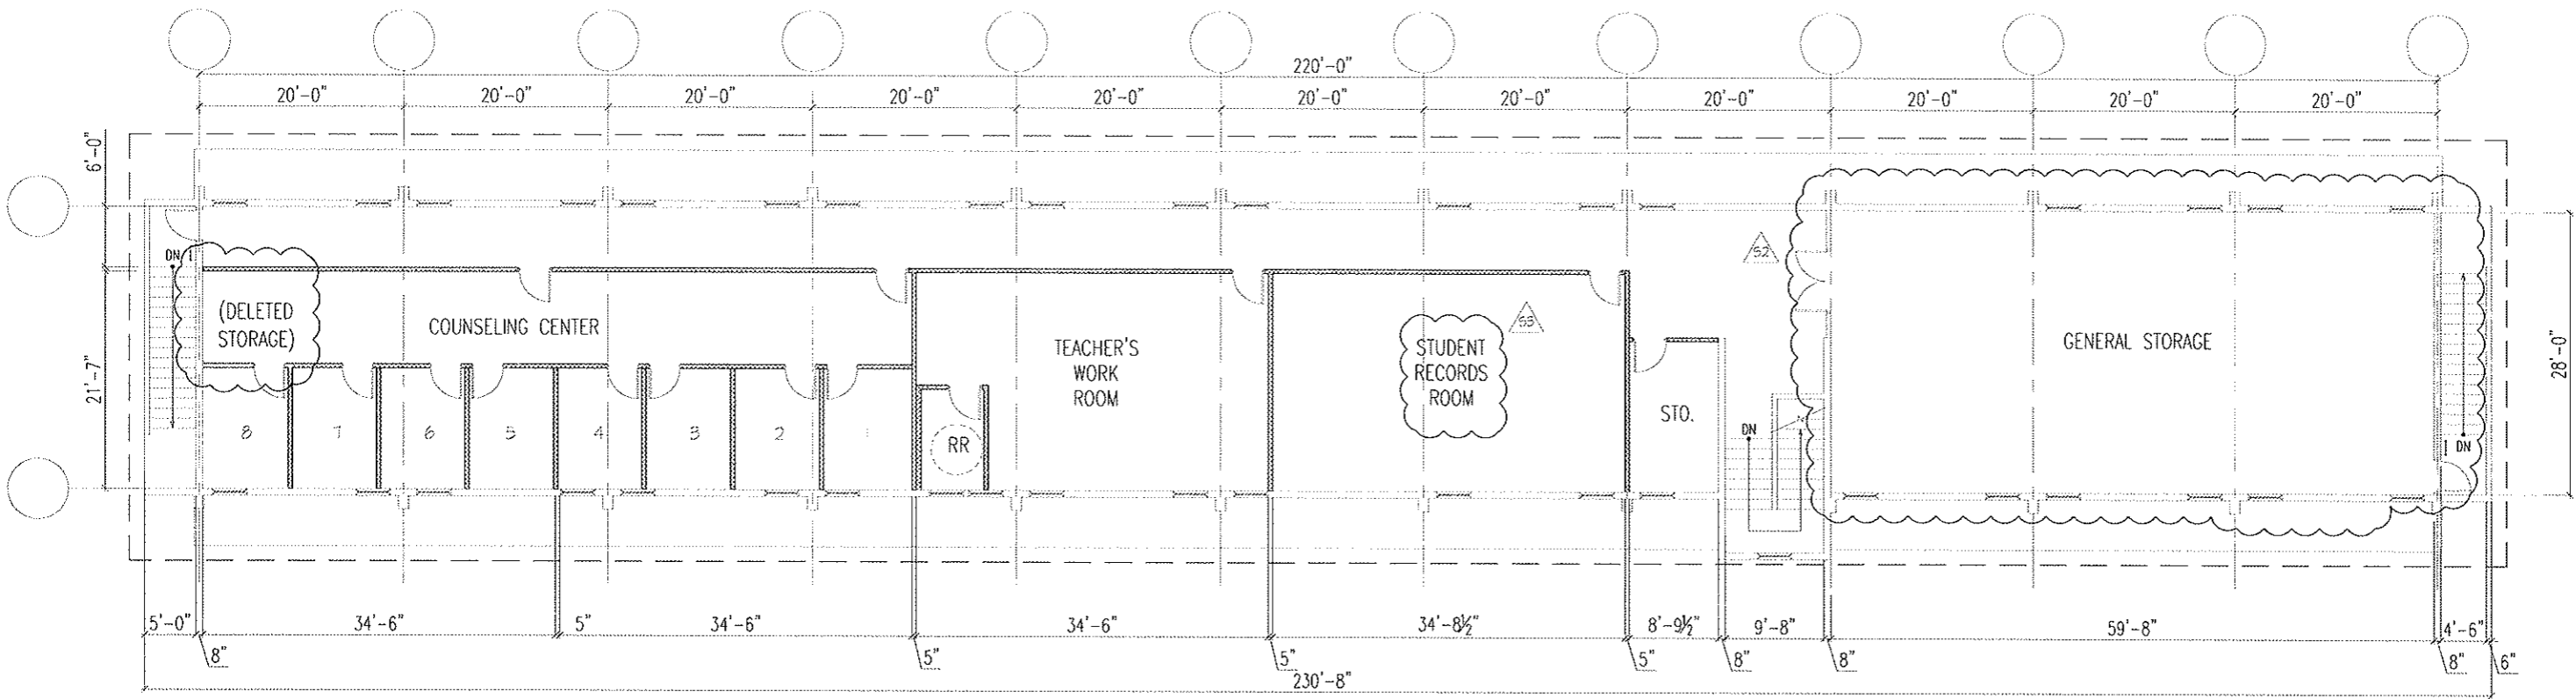 220'-0"
20'-0" 20'-0" 20'-0" 20'-0" 20'-0" 20'-0" 20'-0" 20'-0" 20'-0" 20'-0" 20'-0"
6'-0"
21'-7"
28'-0"
DN
(DELETED
STORAGE)
COUNSELING CENTER
8 7 6 5 4 3 2 1
RR
TEACHER'S
WORK
ROOM
STUDENT
RECORDS
ROOM
STO.
DN
GENERAL STORAGE
DN
5'-0" 34'-6" 5" 34'-6" 34'-6" 34'-8½" 8'-9½" 9'-8" 59'-8" 4'-6"
8" 5" 5" 5" 8" 8" 8" 6"
230'-8"